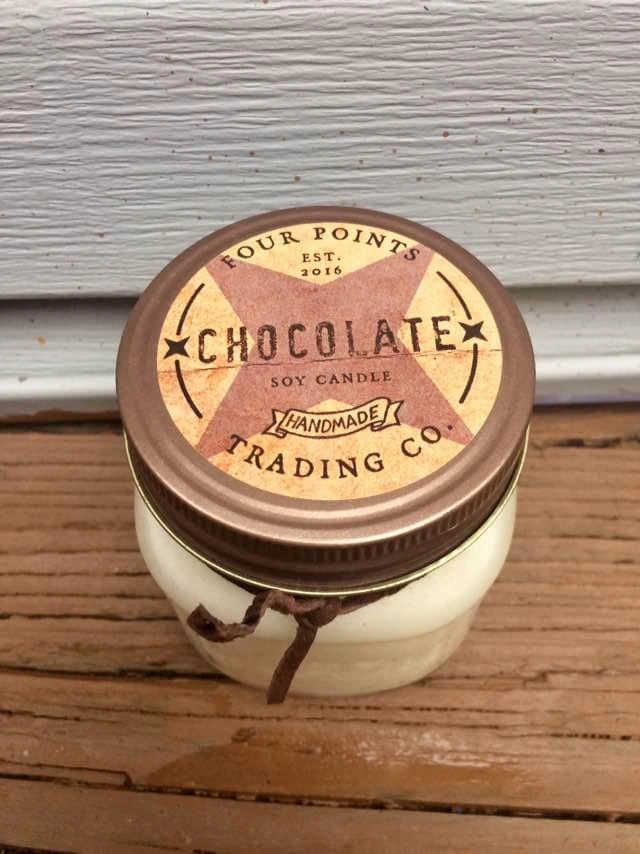 FOUR POINTS
EST.
2016
CHOCOLATE
SOY CANDLE
HANDMADE
TRADING CO.